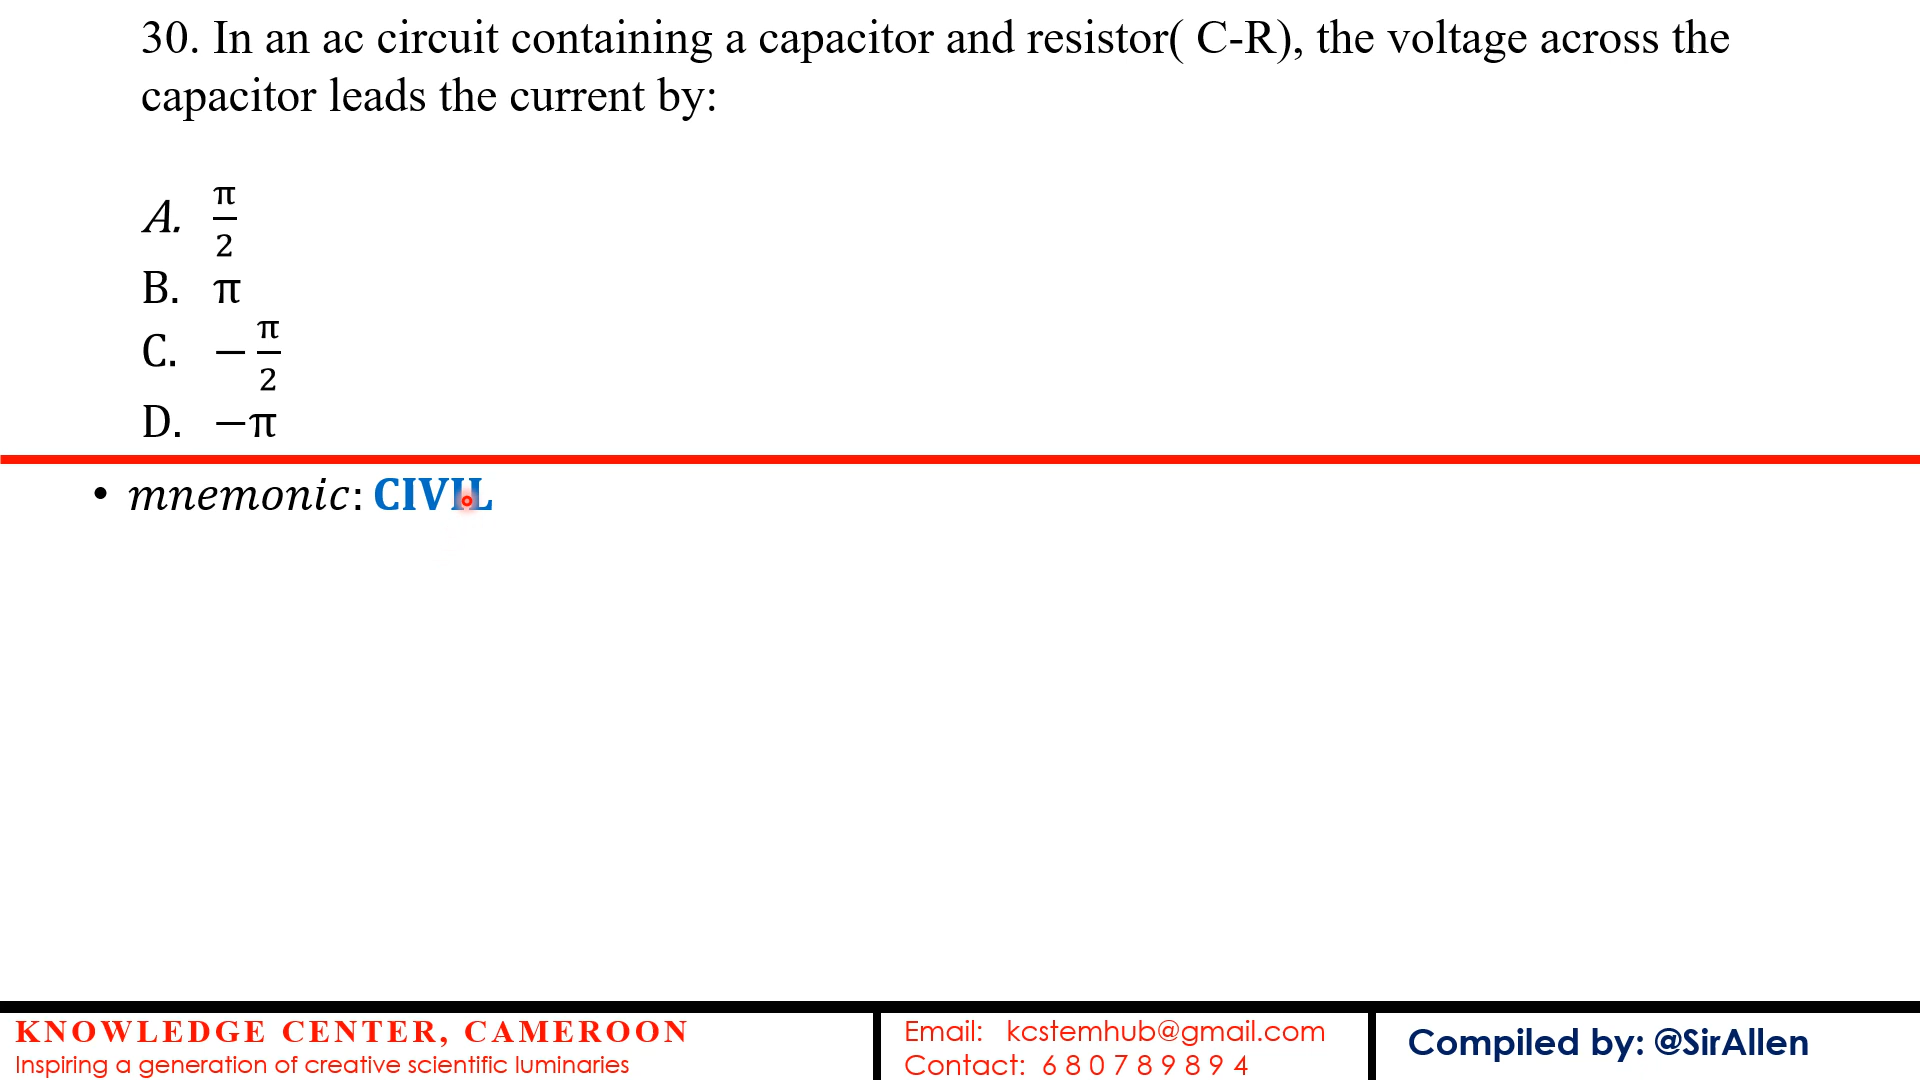 30. In an ac circuit containing a capacitor and resistor( C-R), the voltage across the
capacitor leads the current by:
A. π/2
B. π
C. −π/2
D. −π
• mnemonic: CIVIL
KNOWLEDGE CENTER, CAMEROON
Inspiring a generation of creative scientific luminaries
Email: kcstemhub@gmail.com
Contact: 6 8 0 7 8 9 8 9 4
Compiled by: @SirAllen